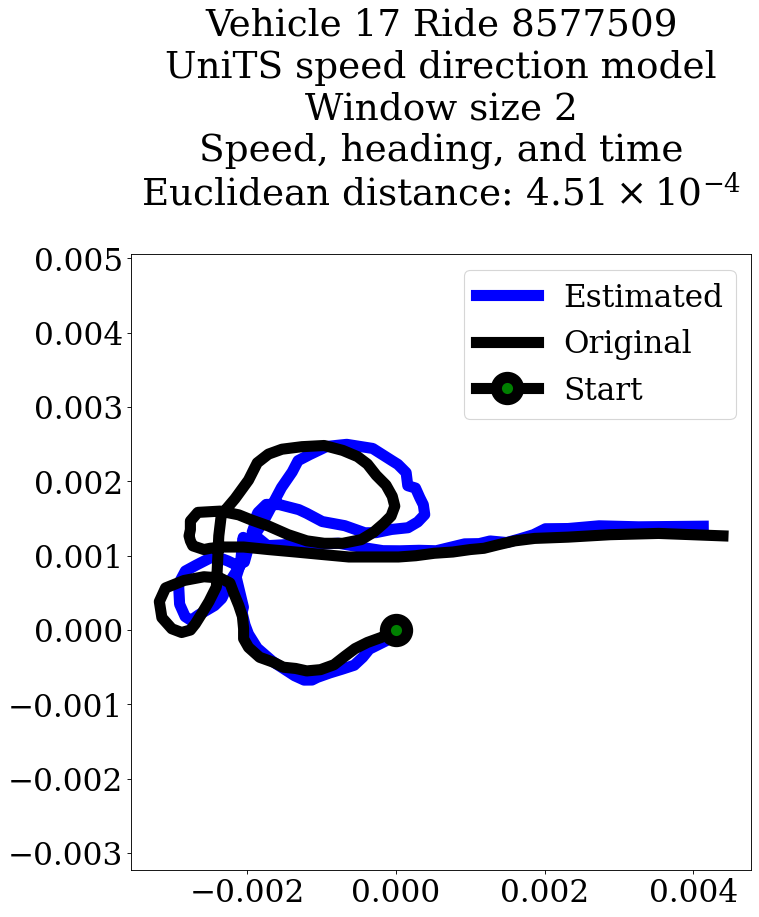 Vehicle 17 Ride 8577509
UniTS speed direction model
Window size 2
Speed, heading, and time
Euclidean distance: 4.51 × 10⁻⁴
0.005
0.004
0.003
0.002
0.001
0.000
−0.001
−0.002
−0.003
Estimated
Original
Start
−0.002 0.000 0.002 0.004